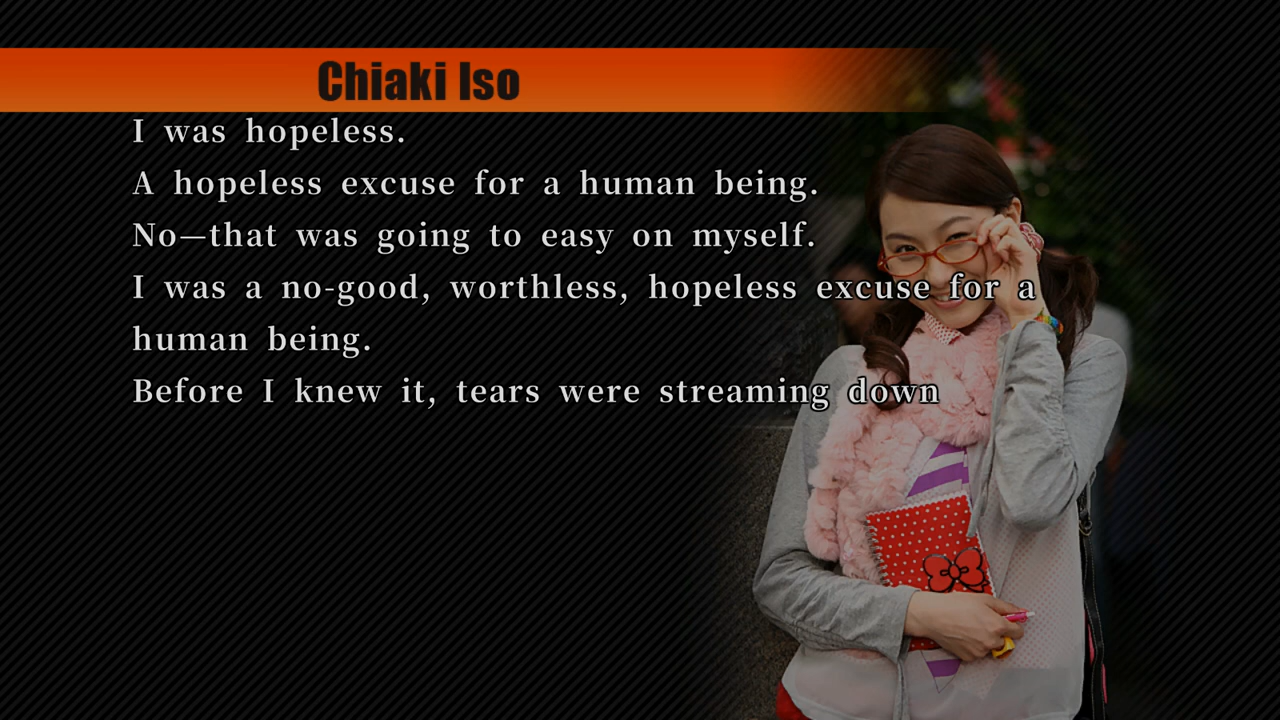 Chiaki Iso
I was hopeless.
A hopeless excuse for a human being.
No—that was going to easy on myself.
I was a no-good, worthless, hopeless excuse for a
human being.
Before I knew it, tears were streaming down